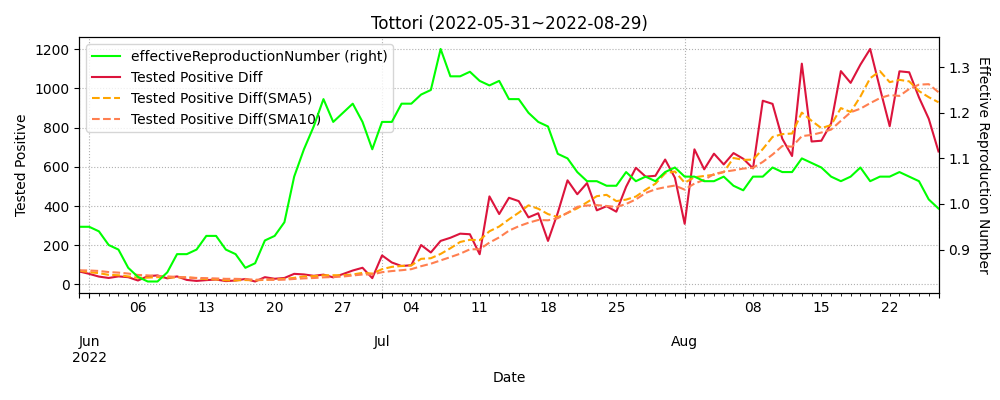 Tottori (2022-05-31~2022-08-29)
effectiveReproductionNumber (right)
Tested Positive Diff
Tested Positive Diff(SMA5)
Tested Positive Diff(SMA10)
Tested Positive
1200
1000
800
600
400
200
0
Effective Reproduction Number
1.3
1.2
1.1
1.0
0.9
06 13 20 27 04 11 18 25 08 15 22
Jun Jul Aug
2022
Date